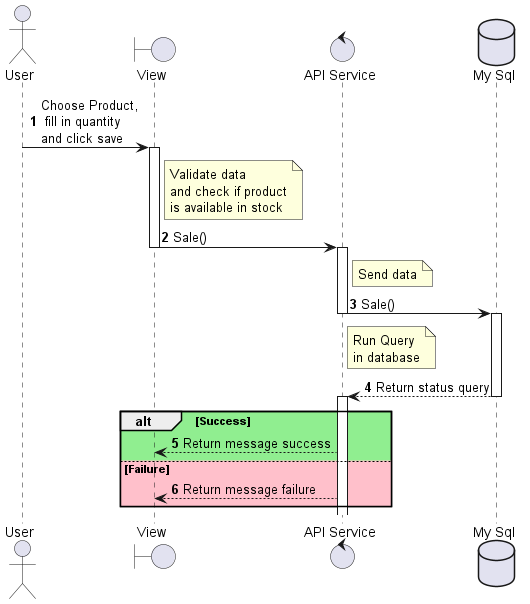 User
View
API Service
My Sql
Choose Product,
1 fill in quantity
and click save
Validate data
and check if product
is available in stock
2 Sale()
Send data
3 Sale()
Run Query
in database
4 Return status query
alt [Success]
5 Return message success
[Failure]
6 Return message failure
User
View
API Service
My Sql